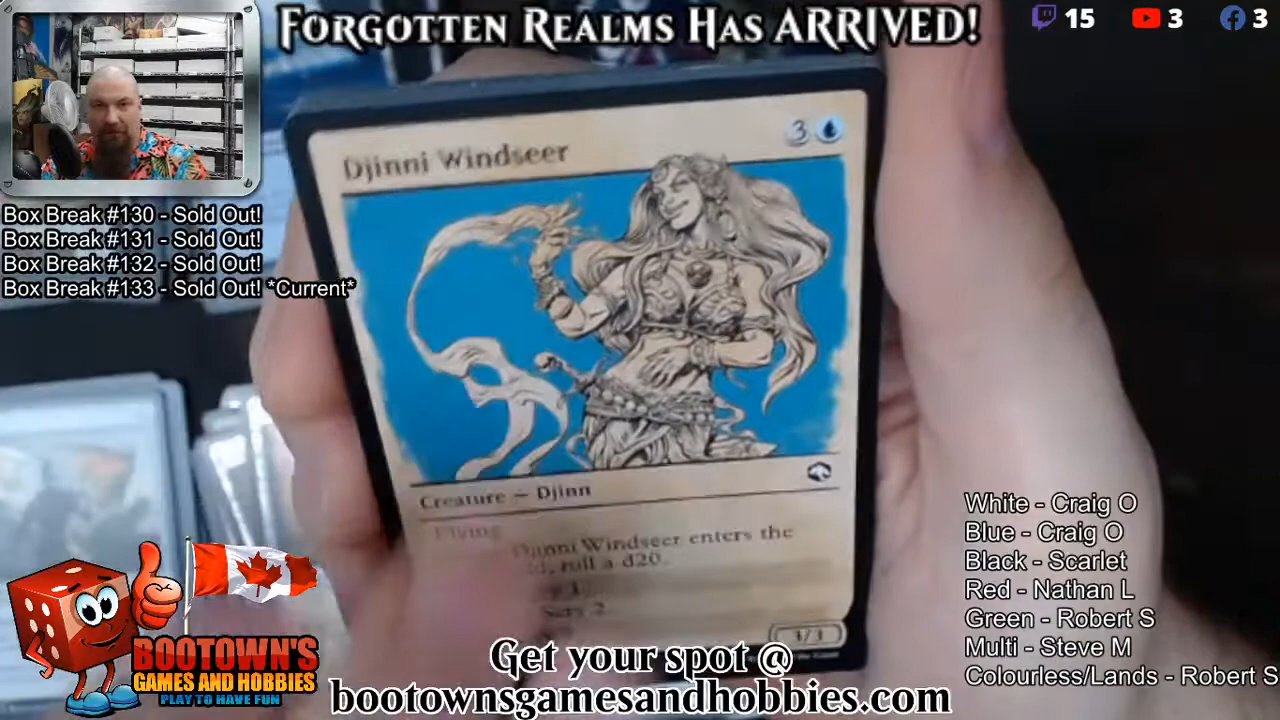 FORGOTTEN REALMS HAS ARRIVED!
15 3 3
Box Break #130 - Sold Out!
Box Break #131 - Sold Out!
Box Break #132 - Sold Out!
Box Break #133 - Sold Out! *Current*
Djinni Windseer 3
Creature — Djinn
Flying
Djinni Windseer enters the
roll a d20.
2
3/3
White - Craig O
Blue - Craig O
Black - Scarlet
Red - Nathan L
Green - Robert S
Multi - Steve M
Colourless/Lands - Robert S
BOOTOWN'S
GAMES AND HOBBIES
PLAY TO HAVE FUN
Get your spot @
bootownsgamesandhobbies.com